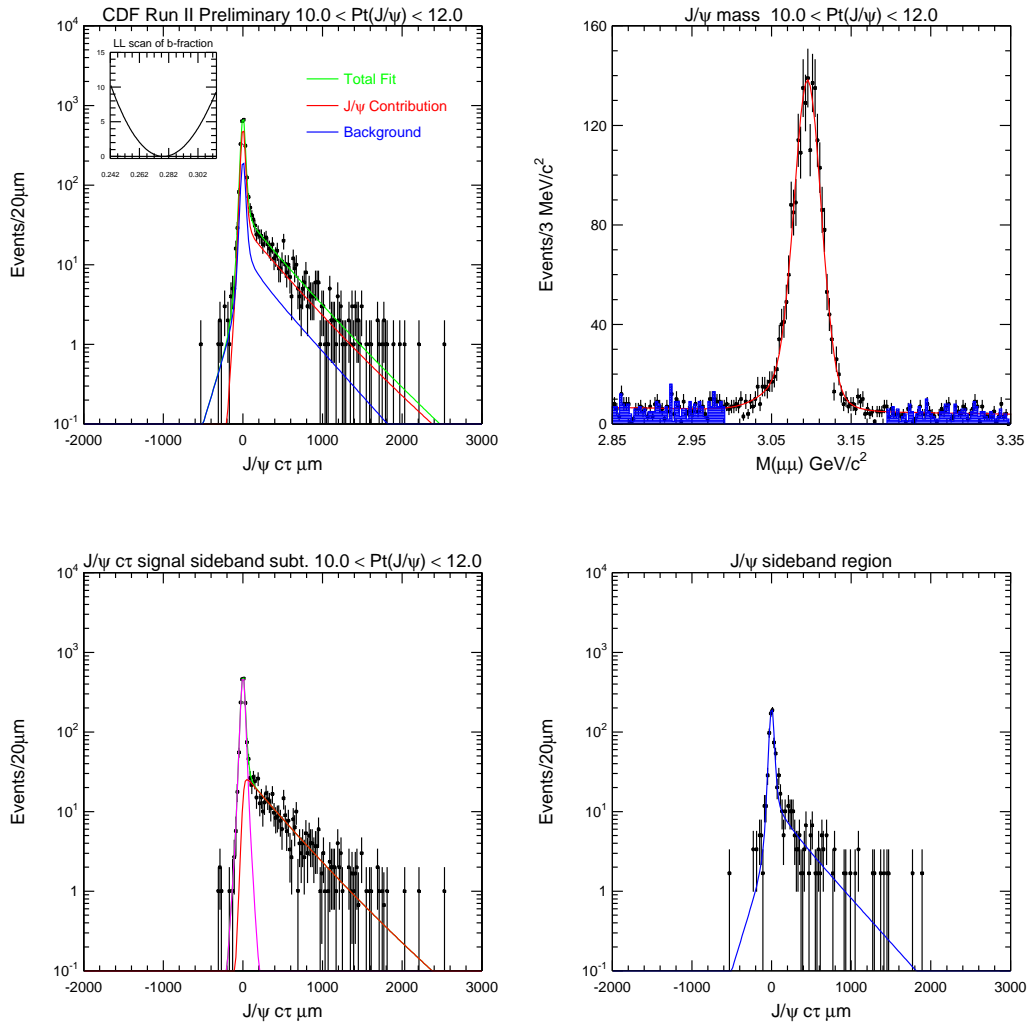 CDF Run II Preliminary 10.0 < Pt(J/ψ) < 12.0
LL scan of b-fraction
15
10
5
0
0.242 0.262 0.282 0.302
Total Fit
J/ψ Contribution
Background
Events/20μm
10^4
10^3
10^2
10
1
10^-1
-2000 -1000 0 1000 2000 3000
J/ψ cτ μm
J/ψ mass 10.0 < Pt(J/ψ) < 12.0
Events/3 MeV/c^2
160
120
80
40
0
2.85 2.95 3.05 3.15 3.25 3.35
M(μμ) GeV/c^2
J/ψ cτ signal sideband subt. 10.0 < Pt(J/ψ) < 12.0
Events/20μm
10^4
10^3
10^2
10
1
10^-1
-2000 -1000 0 1000 2000 3000
J/ψ cτ μm
J/ψ sideband region
Events/20μm
10^4
10^3
10^2
10
1
10^-1
-2000 -1000 0 1000 2000 3000
J/ψ cτ μm